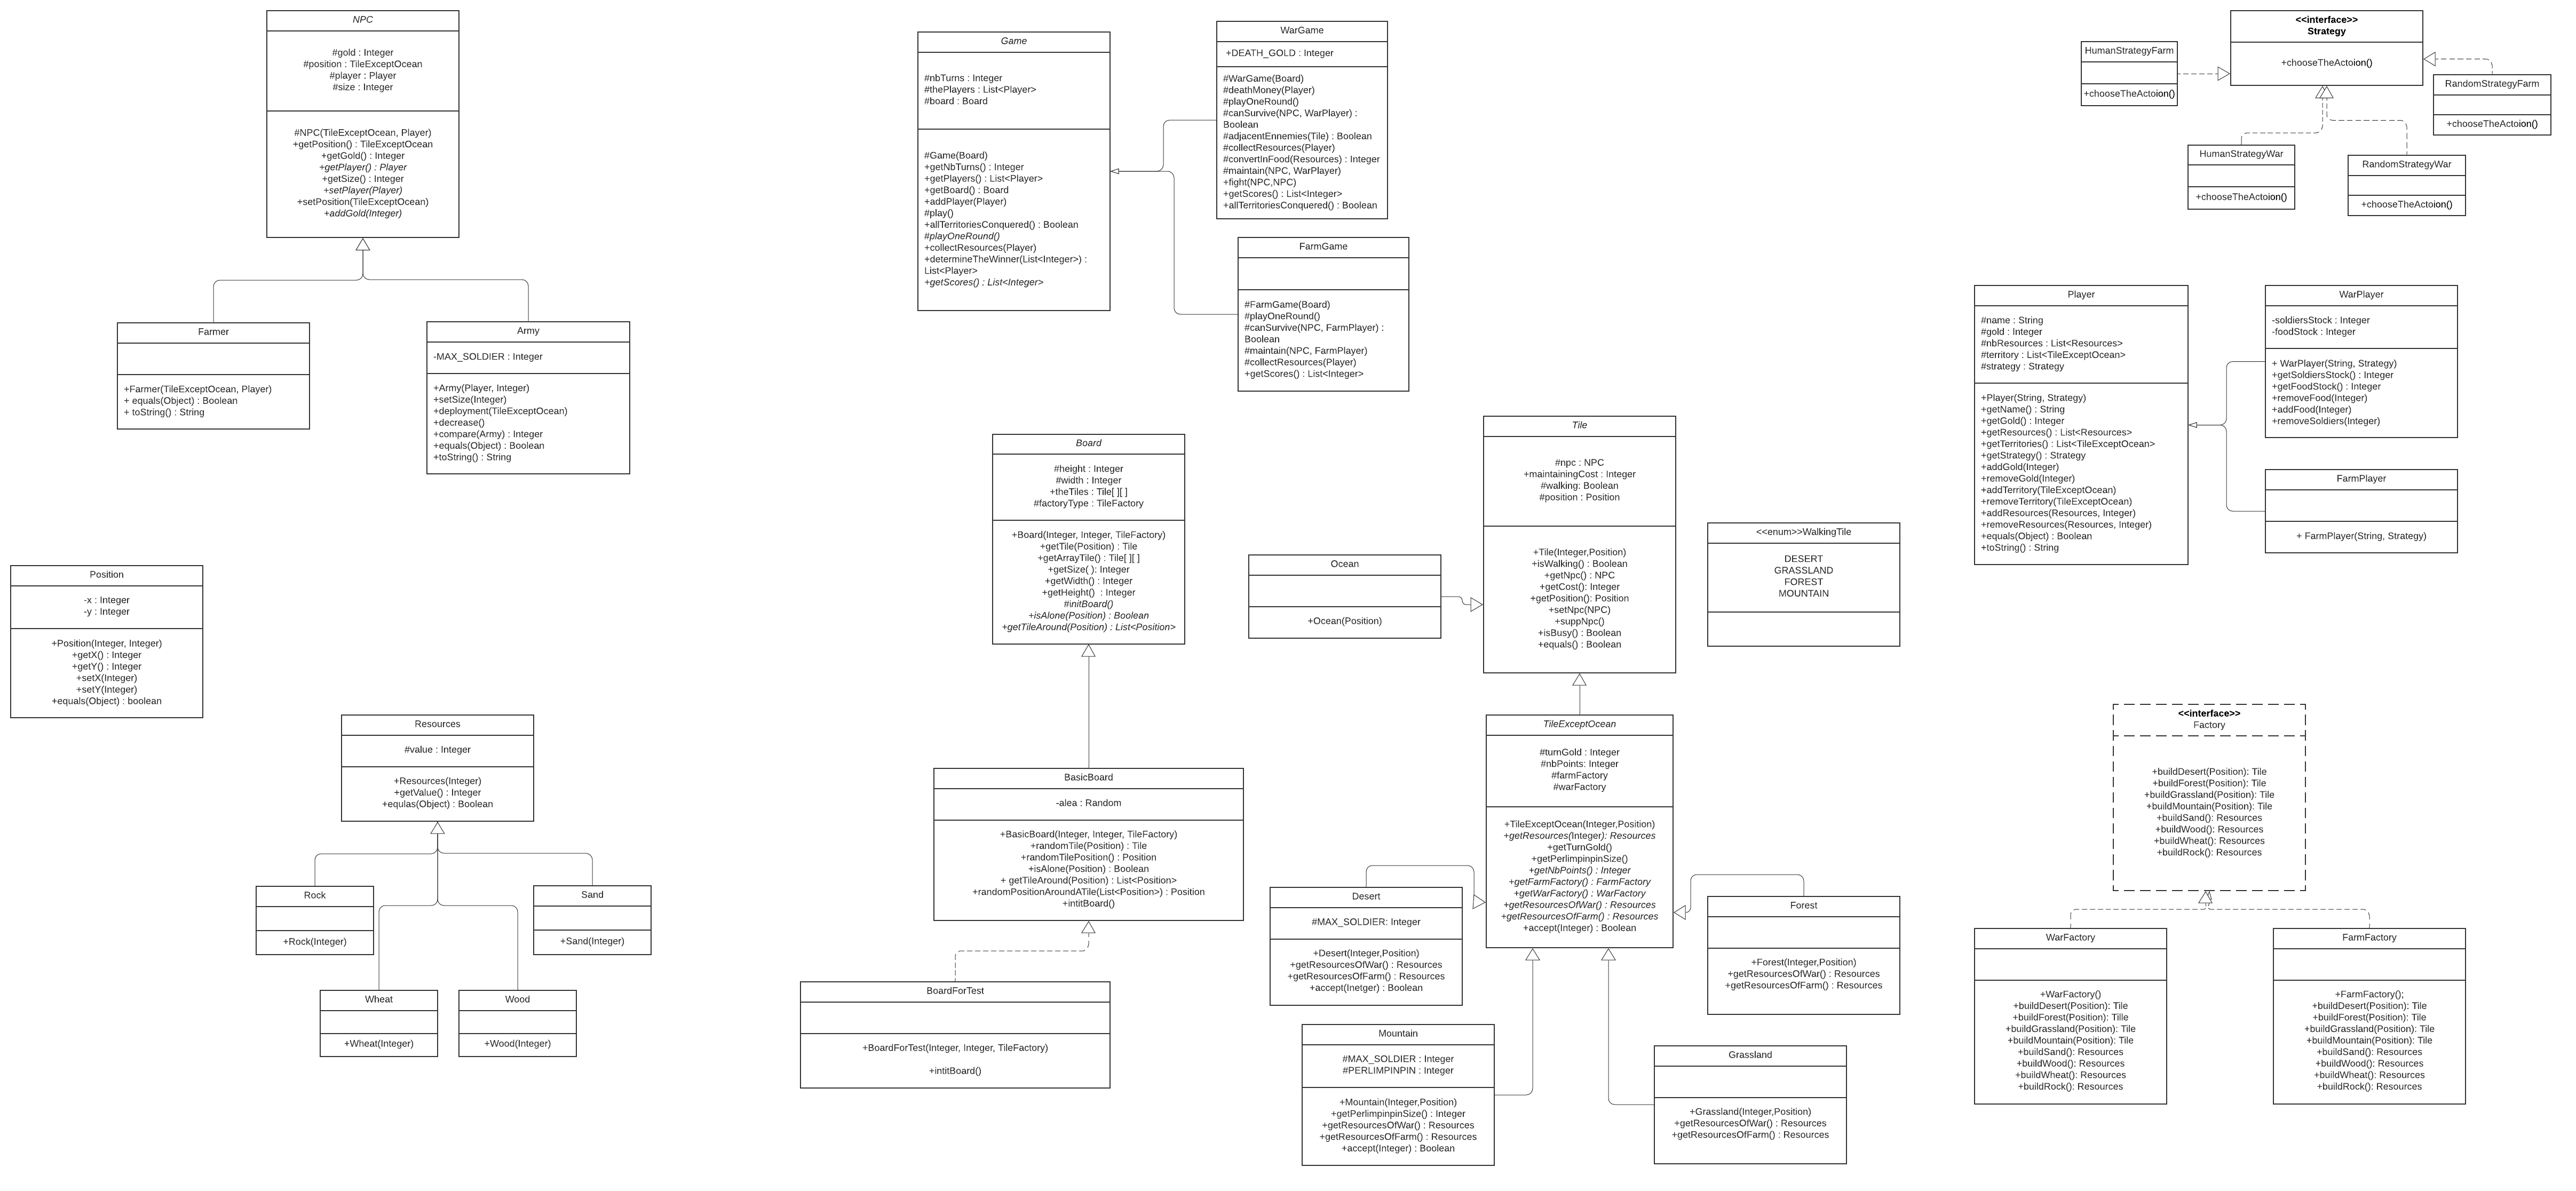 NPC
#gold : Integer
#position : TileExceptOcean
#player : Player
#size : Integer
#NPC(TileExceptOcean, Player)
+getPosition() : TileExceptOcean
+getGold() : Integer
+getPlayer() : Player
+getSize() : Integer
+setPlayer(Player)
+setPosition(TileExceptOcean)
+addGold(Integer)
Farmer
+Farmer(TileExceptOcean, Player)
+ equals(Object) : Boolean
+ toString() : String
Army
-MAX_SOLDIER : Integer
+Army(Player, Integer)
+setSize(Integer)
+deployment(TileExceptOcean)
+decrease()
+compare(Army) : Integer
+equals(Object) : Boolean
+toString() : String
Position
-x : Integer
-y : Integer
+Position(Integer, Integer)
+getX() : Integer
+getY() : Integer
+setX(Integer)
+setY(Integer)
+equals(Object) : boolean
Resources
#value : Integer
+Resources(Integer)
+getValue() : Integer
+equlas(Object) : Boolean
Rock
+Rock(Integer)
Sand
+Sand(Integer)
Wheat
+Wheat(Integer)
Wood
+Wood(Integer)
Game
#nbTurns : Integer
#thePlayers : List<Player>
#board : Board
#Game(Board)
+getNbTurns() : Integer
+getPlayers() : List<Player>
+getBoard() : Board
+addPlayer(Player)
#play()
+allTerritoriesConquered() : Boolean
#playOneRound()
+collectResources(Player)
+determineTheWinner(List<Integer>) :
List<Player>
+getScores() : List<Integer>
WarGame
+DEATH_GOLD : Integer
#WarGame(Board)
#deathMoney(Player)
#playOneRound()
#canSurvive(NPC, WarPlayer) :
Boolean
#adjacentEnnemies(Tile) : Boolean
#collectResources(Player)
#convertInFood(Resources) : Integer
#maintain(NPC, WarPlayer)
+fight(NPC,NPC)
+getScores() : List<Integer>
+allTerritoriesConquered() : Boolean
FarmGame
#FarmGame(Board)
#playOneRound()
#canSurvive(NPC, FarmPlayer) :
Boolean
#maintain(NPC, FarmPlayer)
#collectResources(Player)
+getScores() : List<Integer>
Board
#height : Integer
#width : Integer
+theTiles : Tile[ ][ ]
#factoryType : TileFactory
+Board(Integer, Integer, TileFactory)
+getTile(Position) : Tile
+getArrayTile() : Tile[ ][ ]
+getSize( ): Integer
+getWidth() : Integer
+getHeight()  : Integer
#initBoard()
+isAlone(Position) : Boolean
+getTileAround(Position) : List<Position>
BasicBoard
-alea : Random
+BasicBoard(Integer, Integer, TileFactory)
+randomTile(Position) : Tile
+randomTilePosition() : Position
+isAlone(Position) : Boolean
+ getTileAround(Position) : List<Position>
+randomPositionAroundATile(List<Position>) : Position
+intitBoard()
BoardForTest
+BoardForTest(Integer, Integer, TileFactory)
+intitBoard()
Tile
#npc : NPC
+maintainingCost : Integer
#walking: Boolean
#position : Position
+Tile(Integer,Position)
+isWalking() : Boolean
+getNpc() : NPC
+getCost(): Integer
+getPosition(): Position
+setNpc(NPC)
+suppNpc()
+isBusy() : Boolean
+equals() : Boolean
Ocean
+Ocean(Position)
<<enum>>WalkingTile
DESERT
GRASSLAND
FOREST
MOUNTAIN
TileExceptOcean
#turnGold : Integer
#nbPoints: Integer
#farmFactory
#warFactory
+TileExceptOcean(Integer,Position)
+getResources(Integer): Resources
+getTurnGold()
+getPerlimpinpinSize()
+getNbPoints() : Integer
+getFarmFactory() : FarmFactory
+getWarFactory() : WarFactory
+getResourcesOfWar() : Resources
+getResourcesOfFarm() : Resources
+accept(Integer) : Boolean
Desert
#MAX_SOLDIER: Integer
+Desert(Integer,Position)
+getResourcesOfWar() : Resources
+getResourcesOfFarm() : Resources
+accept(Inetger) : Boolean
Forest
+Forest(Integer,Position)
+getResourcesOfWar() : Resources
+getResourcesOfFarm() : Resources
Mountain
#MAX_SOLDIER : Integer
#PERLIMPINPIN : Integer
+Mountain(Integer,Position)
+getPerlimpinpinSize() : Integer
+getResourcesOfWar() : Resources
+getResourcesOfFarm() : Resources
+accept(Integer) : Boolean
Grassland
+Grassland(Integer,Position)
+getResourcesOfWar() : Resources
+getResourcesOfFarm() : Resources
<<interface>>
Strategy
+chooseTheActoion()
HumanStrategyFarm
+chooseTheActoion()
RandomStrategyFarm
+chooseTheActoion()
HumanStrategyWar
+chooseTheActoion()
RandomStrategyWar
+chooseTheActoion()
Player
#name : String
#gold : Integer
#nbResources : List<Resources>
#territory : List<TileExceptOcean>
#strategy : Strategy
+Player(String, Strategy)
+getName() : String
+getGold() : Integer
+getResources() : List<Resources>
+getTerritories() : List<TileExceptOcean>
+getStrategy() : Strategy
+addGold(Integer)
+removeGold(Integer)
+addTerritory(TileExceptOcean)
+removeTerritory(TileExceptOcean)
+addResources(Resources, Integer)
+removeResources(Resources, Integer)
+equals(Object) : Boolean
+toString() : String
WarPlayer
-soldiersStock : Integer
-foodStock : Integer
+ WarPlayer(String, Strategy)
+getSoldiersStock() : Integer
+getFoodStock() : Integer
+removeFood(Integer)
+addFood(Integer)
+removeSoldiers(Integer)
FarmPlayer
+ FarmPlayer(String, Strategy)
<<interface>>
Factory
+buildDesert(Position): Tile
+buildForest(Position): Tile
+buildGrassland(Position): Tile
+buildMountain(Position): Tile
+buildSand(): Resources
+buildWood(): Resources
+buildWheat(): Resources
+buildRock(): Resources
WarFactory
+WarFactory()
+buildDesert(Position): Tile
+buildForest(Position): Tille
+buildGrassland(Position): Tile
+buildMountain(Position): Tile
+buildSand(): Resources
+buildWood(): Resources
+buildWheat(): Resources
+buildRock(): Resources
FarmFactory
+FarmFactory();
+buildDesert(Position): Tile
+buildForest(Position): Tile
+buildGrassland(Position): Tile
+buildMountain(Position): Tile
+buildSand(): Resources
+buildWood(): Resources
+buildWheat(): Resources
+buildRock(): Resources